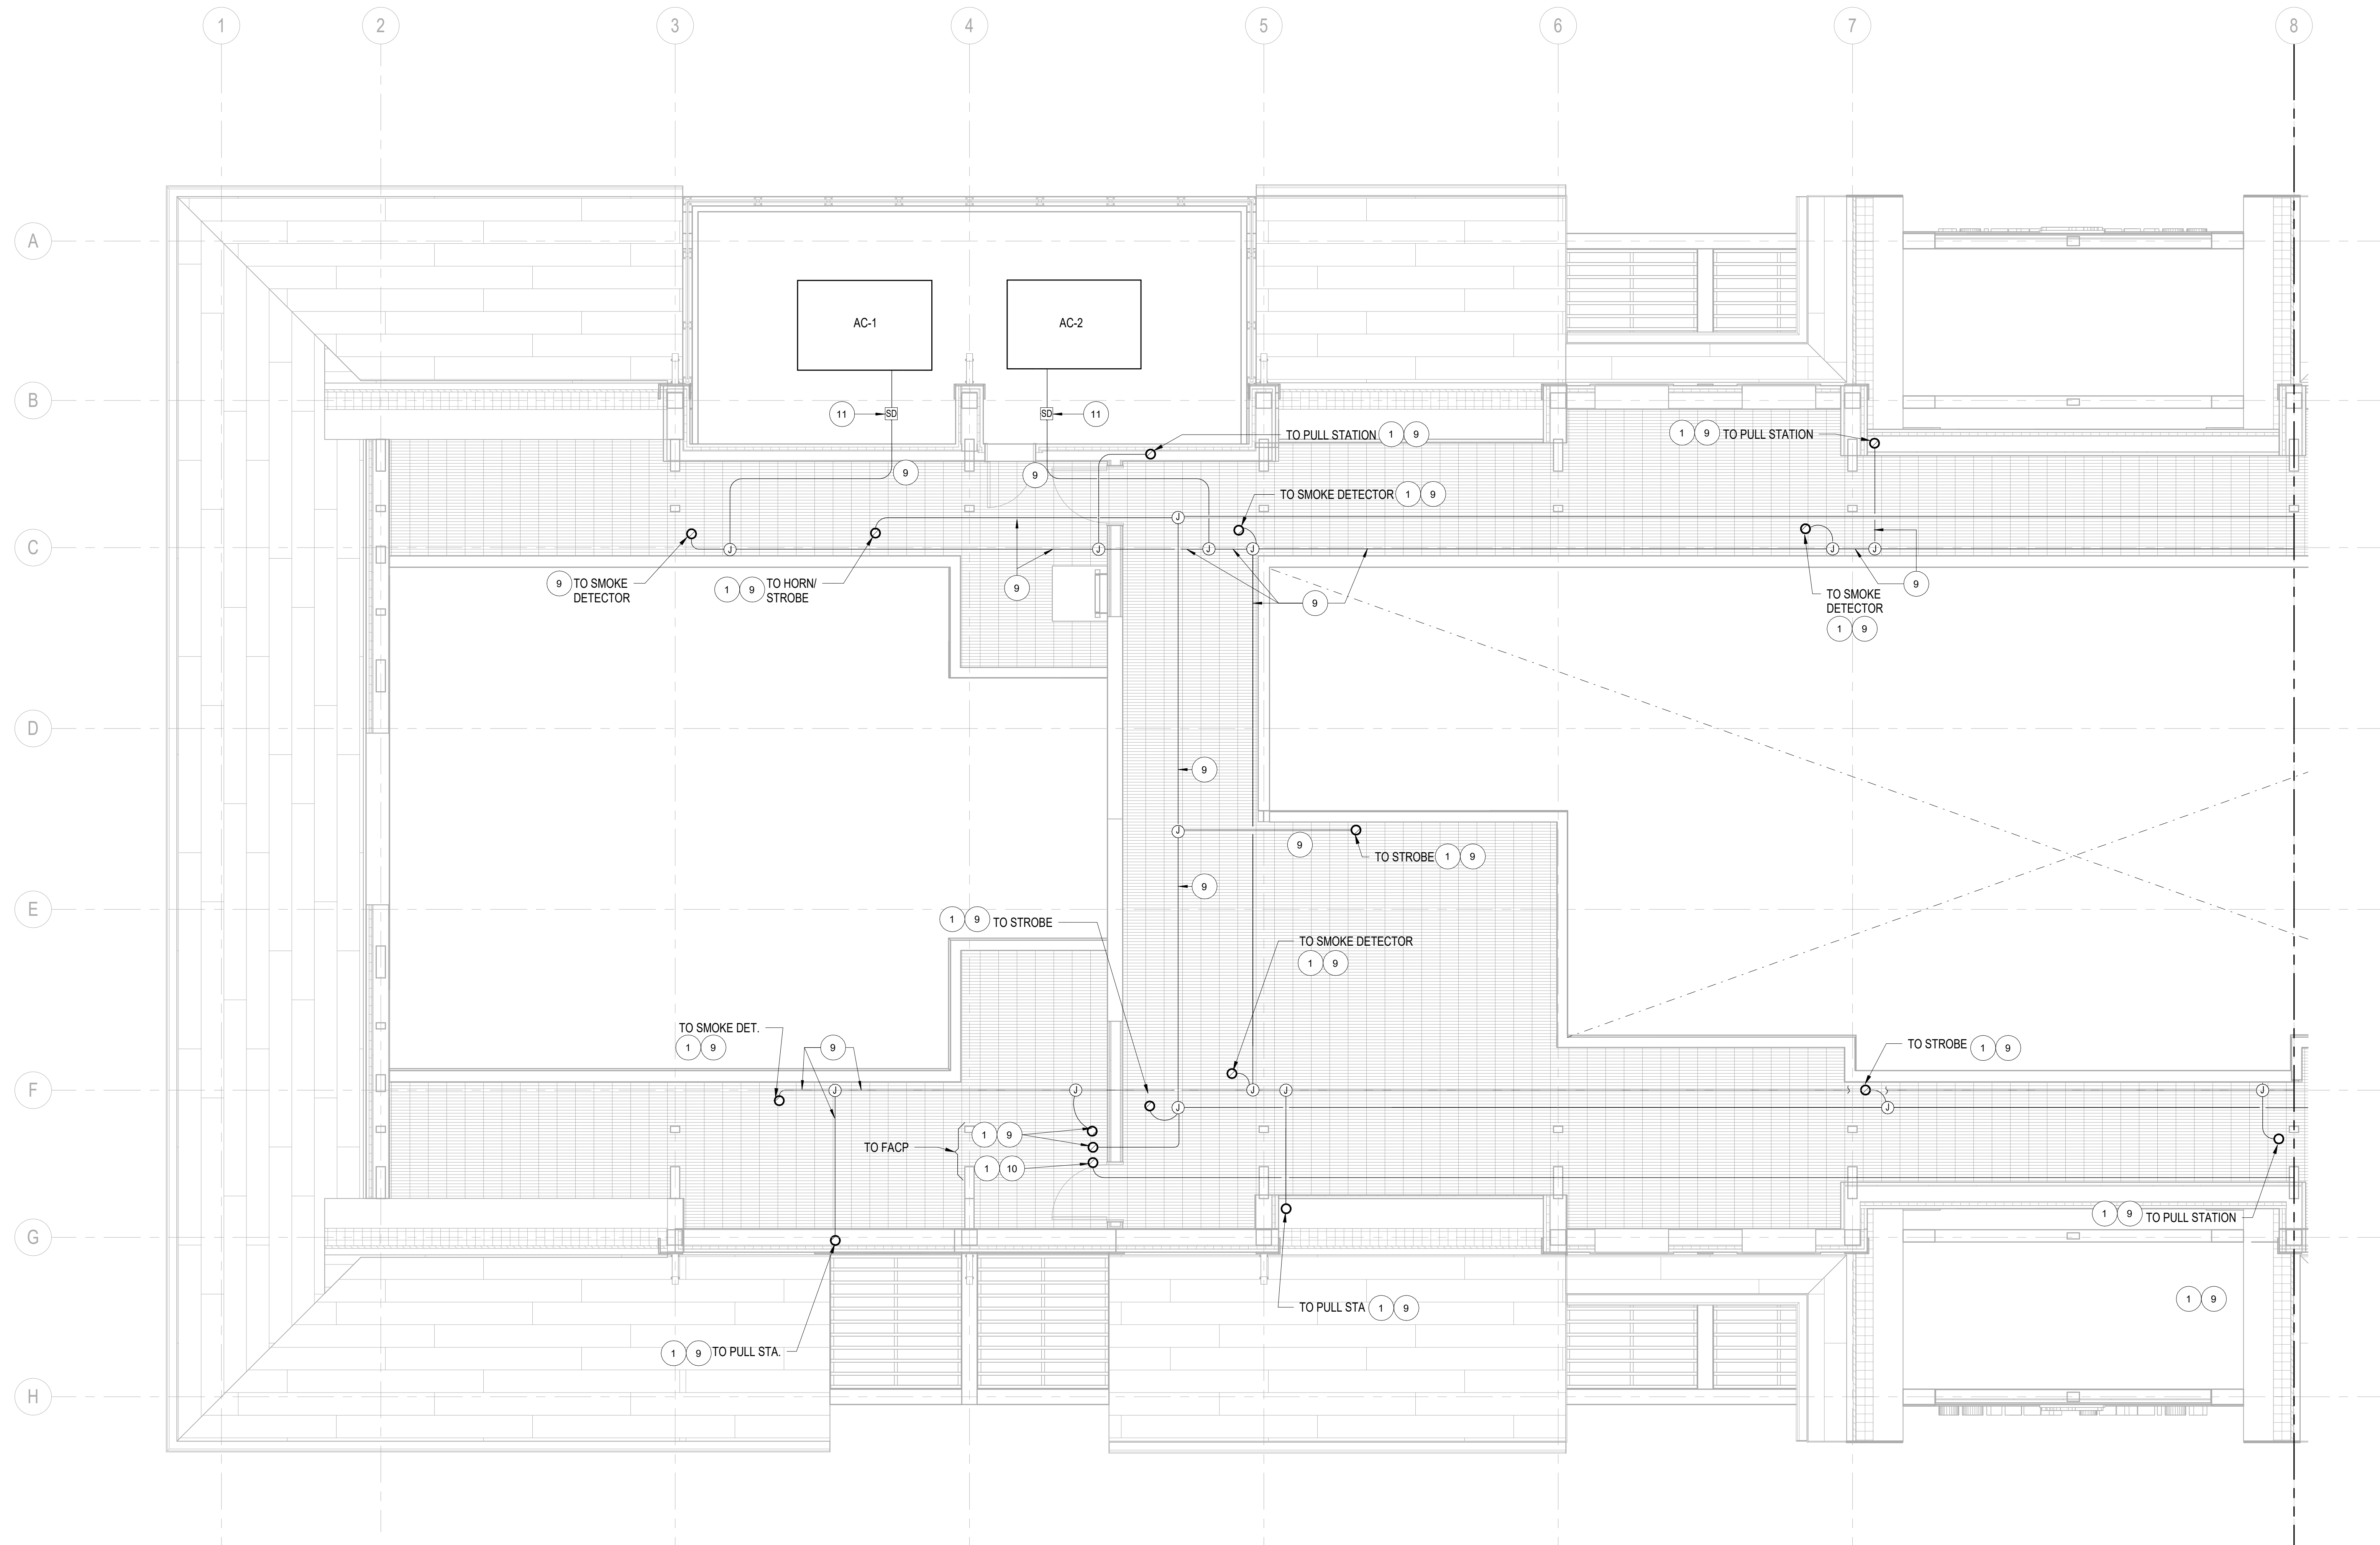 1 2 3 4 5 6 7 8
A
AC-1 AC-2
B
11 SD SD 11
TO PULL STATION 1 9
1 9 TO PULL STATION
9 9
TO SMOKE DETECTOR 1 9
J
C
J J J J J J
9 TO SMOKE
DETECTOR
1 9 TO HORN/
STROBE
9
9
9
TO SMOKE
DETECTOR
1 9
D
9
J
9
TO STROBE 1 9
9
E
1 9 TO STROBE
TO SMOKE DETECTOR
1 9
TO SMOKE DET.
1 9
9
TO STROBE 1 9
F
J J J J J
J J
TO FACP
1 9
1 10
1 9 TO PULL STATION
G
TO PULL STA 1 9
1 9
1 9 TO PULL STA.
H